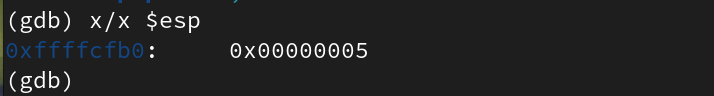 (gdb) x/x $esp
0xffffcfb0:     0x00000005
(gdb)